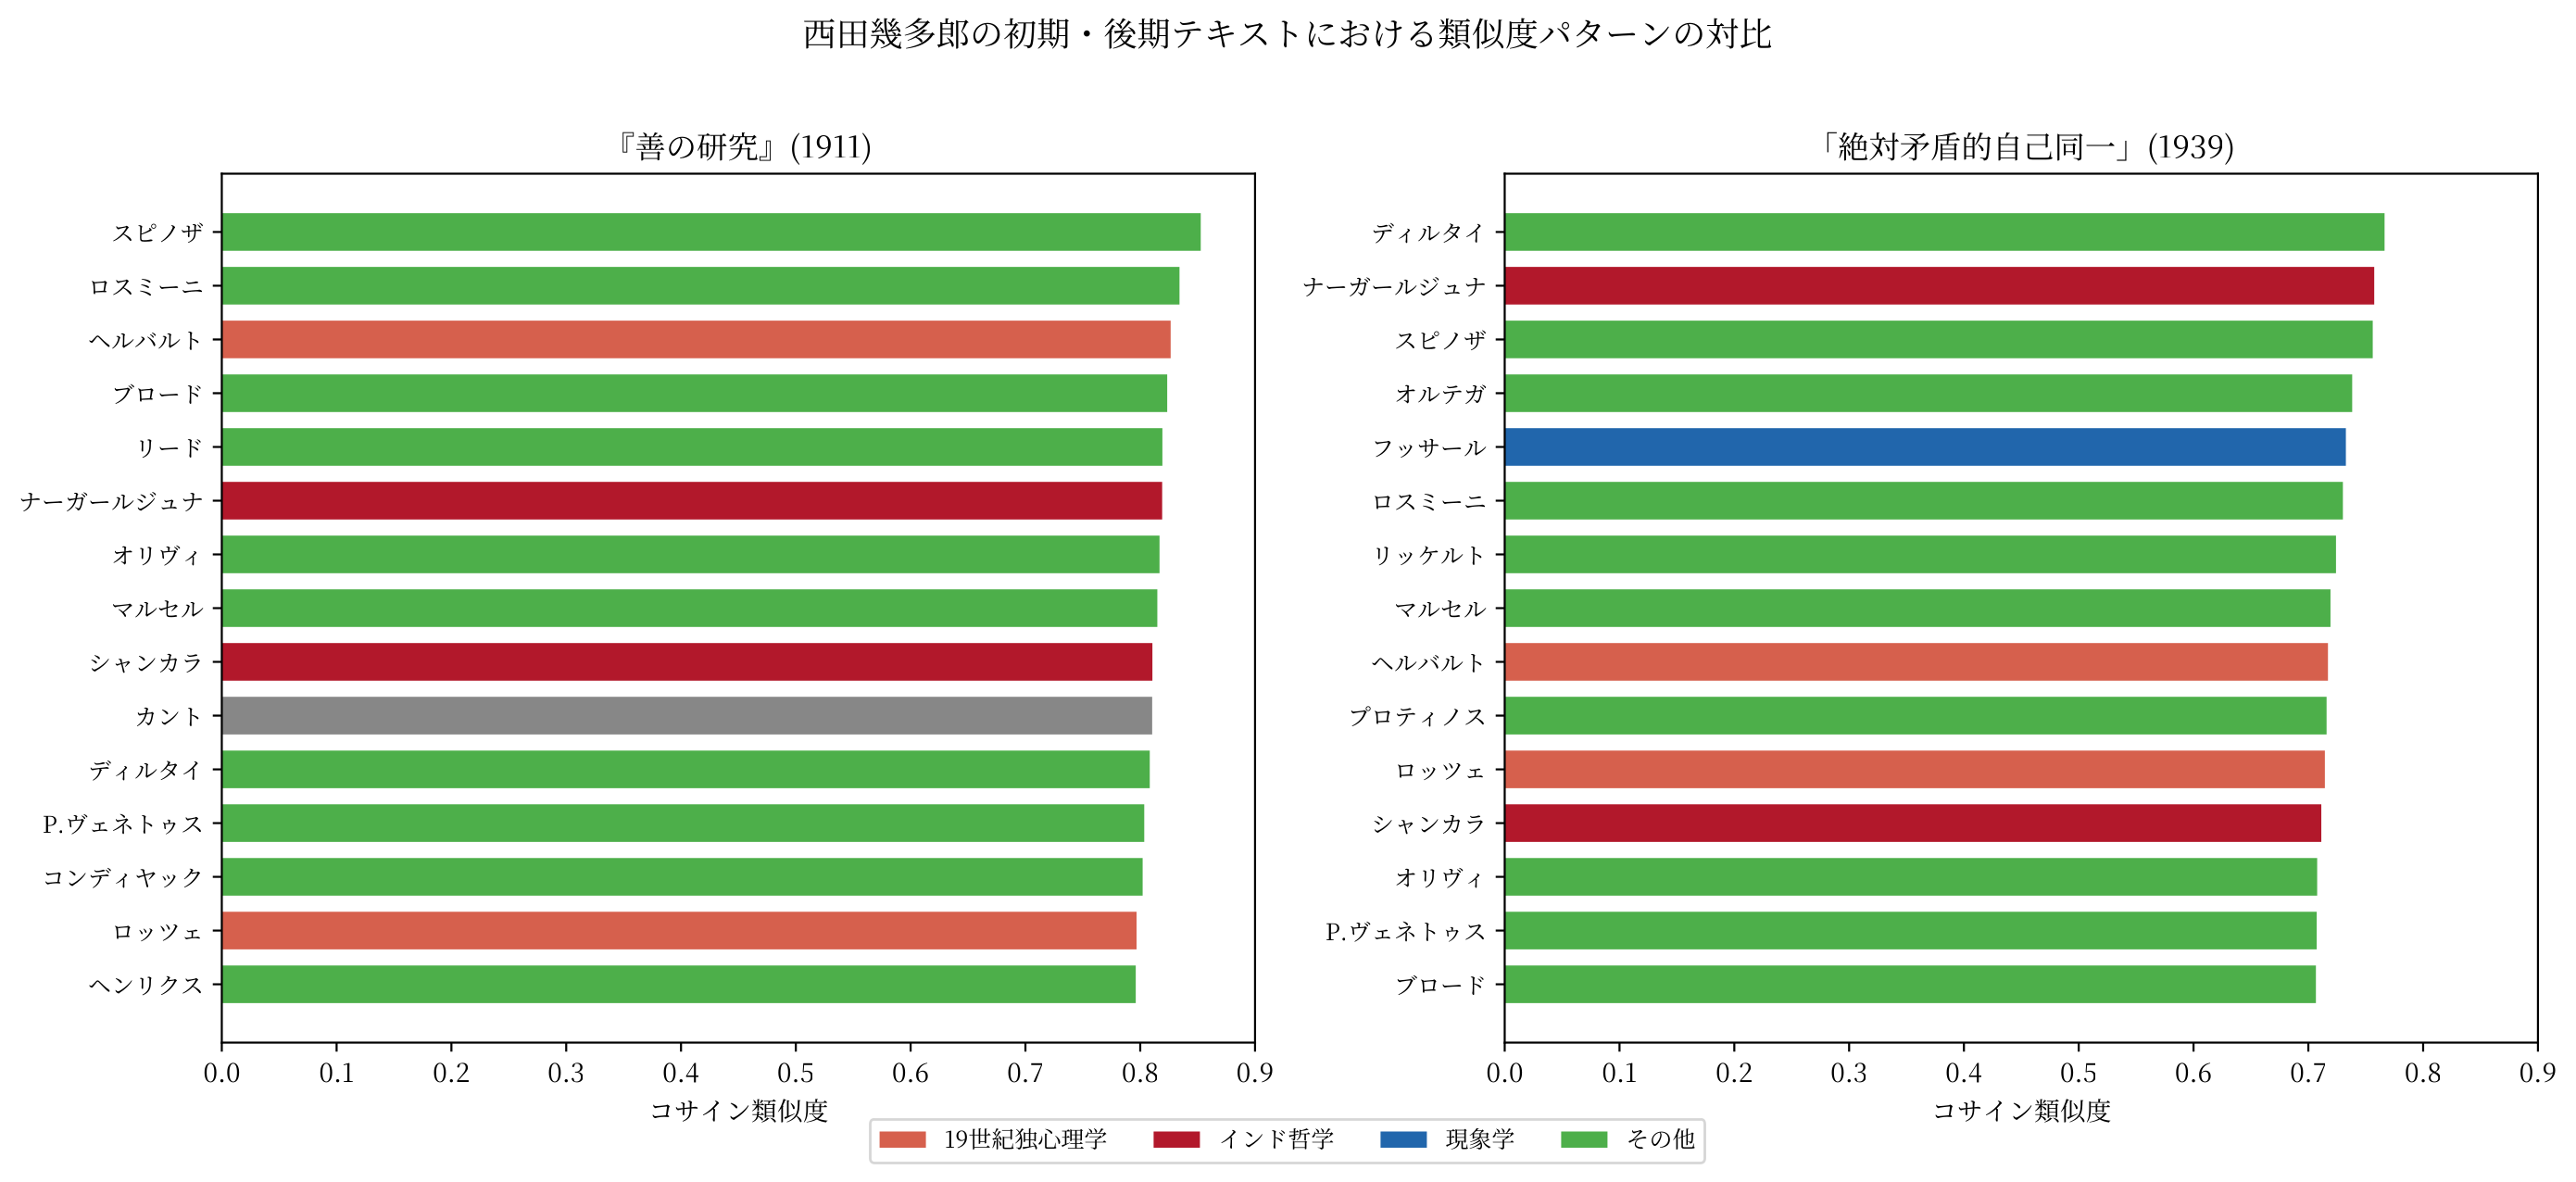 西田幾多郎の初期・後期テキストにおける類似度パターンの対比
『善の研究』(1911)
スピノザ
ロスミーニ
ヘルバルト
ブロード
リード
ナーガールジュナ
オリヴィ
マルセル
シャンカラ
カント
ディルタイ
P.ヴェネトゥス
コンディヤック
ロッツェ
ヘンリクス
0.0 0.1 0.2 0.3 0.4 0.5 0.6 0.7 0.8 0.9
コサイン類似度
「絶対矛盾的自己同一」(1939)
ディルタイ
ナーガールジュナ
スピノザ
オルテガ
フッサール
ロスミーニ
リッケルト
マルセル
ヘルバルト
プロティノス
ロッツェ
シャンカラ
オリヴィ
P.ヴェネトゥス
ブロード
0.0 0.1 0.2 0.3 0.4 0.5 0.6 0.7 0.8 0.9
コサイン類似度
19世紀独心理学 インド哲学 現象学 その他